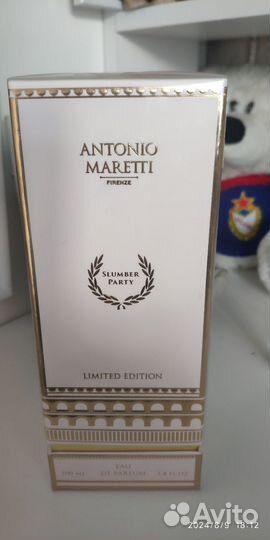 ANTONIO
MARETTI
FIRENZE
SLUMBER
PARTY
LIMITED EDITION
EAU
100 ml DE PARFUM 3.4 fl.oz
2024/8/9 18:12
Avito